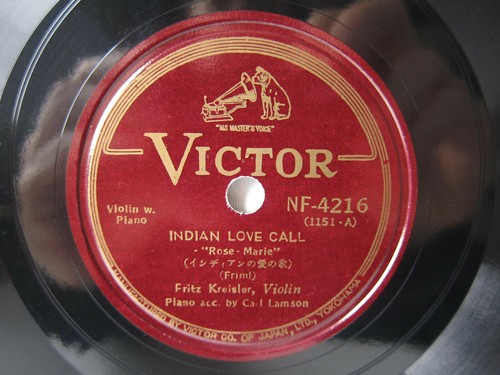 "HIS MASTER'S VOICE"
VICTOR
Violin w.
Piano
NF-4216
(1151-A)
INDIAN LOVE CALL
- "Rose-Marie"
(インディアンの愛の歌)
(Friml)
Fritz Kreisler, Violin
Piano acc. by Carl Lamson
MANUFACTURED BY VICTOR CO. OF JAPAN, LTD., YOKOHAMA